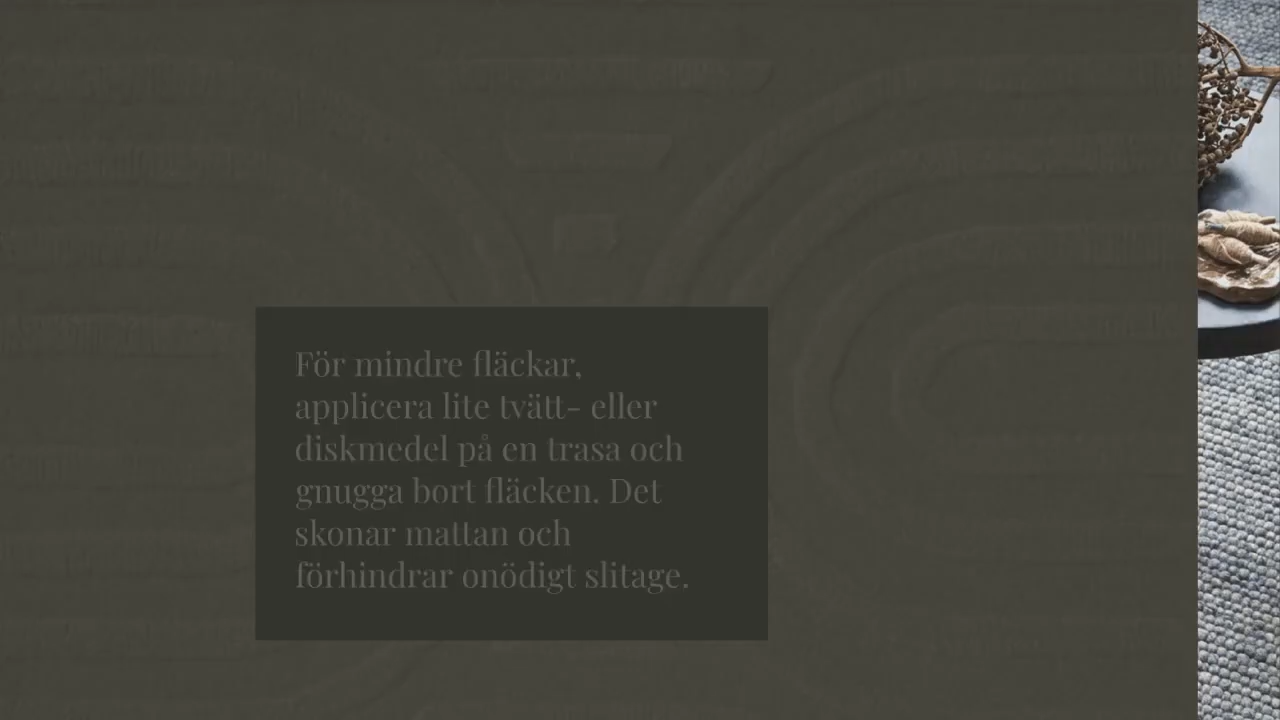 För mindre fläckar,
applicera lite tvätt- eller
diskmedel på en trasa och
gnugga bort fläcken. Det
skonar mattan och
förhindrar onödigt slitage.